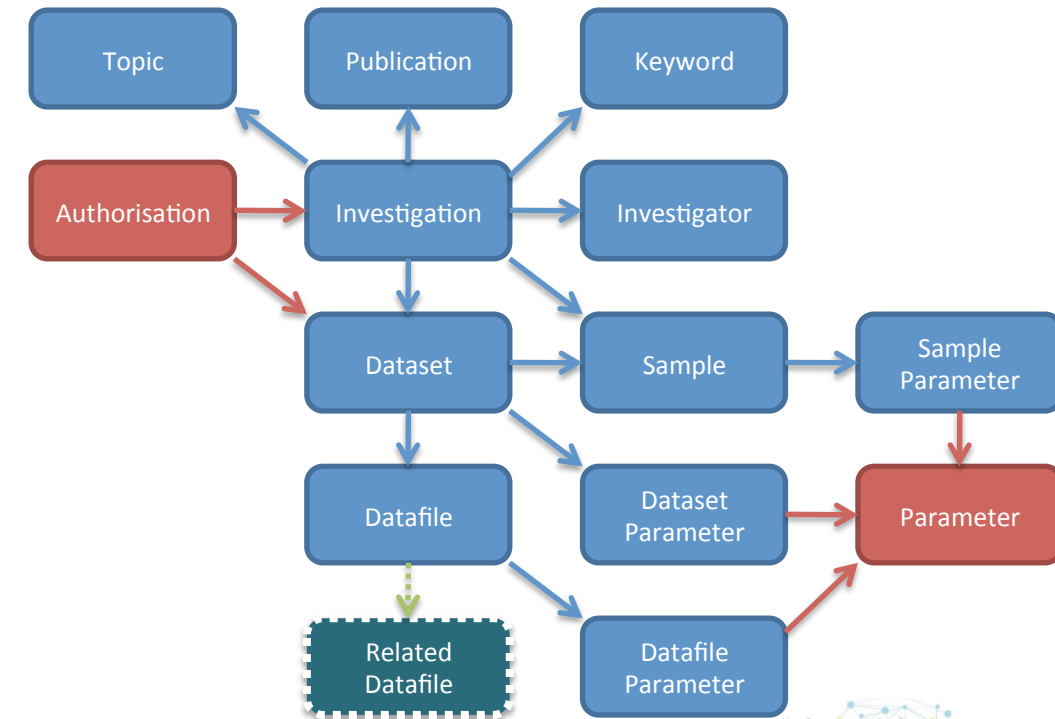 Topic
Publication
Keyword
Authorisation
Investigation
Investigator
Dataset
Sample
Sample
Parameter
Datafile
Dataset
Parameter
Parameter
Related
Datafile
Datafile
Parameter